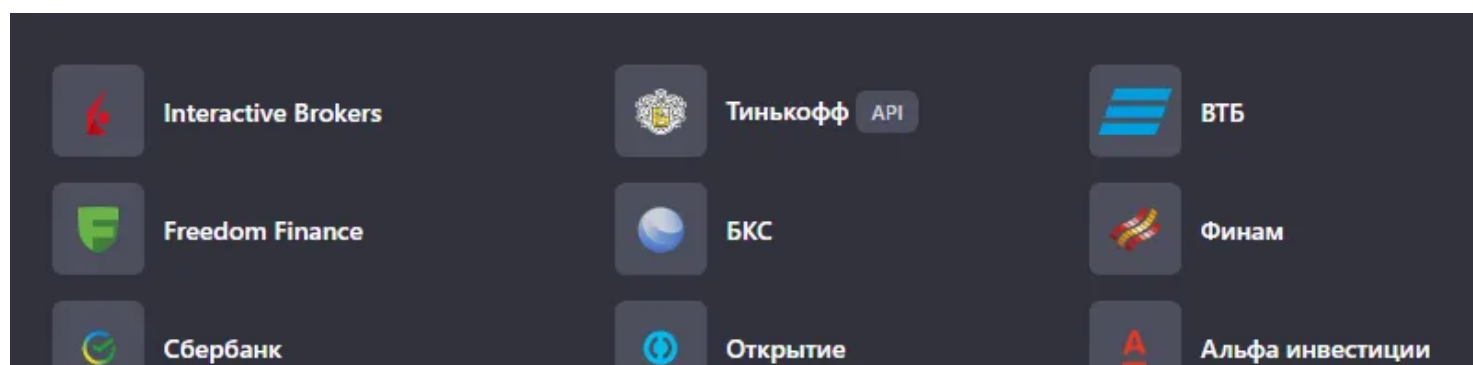 Interactive Brokers Тинькофф API ВТБ
Freedom Finance БКС Финам
Сбербанк Открытие Альфа инвестиции